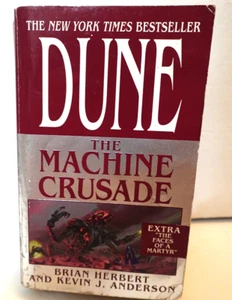 THE NEW YORK TIMES BESTSELLER
DUNE
THE
MACHINE
CRUSADE
EXTRA
"THE
FACES
OF A
MARTYR"
BRIAN HERBERT
AND KEVIN J. ANDERSON